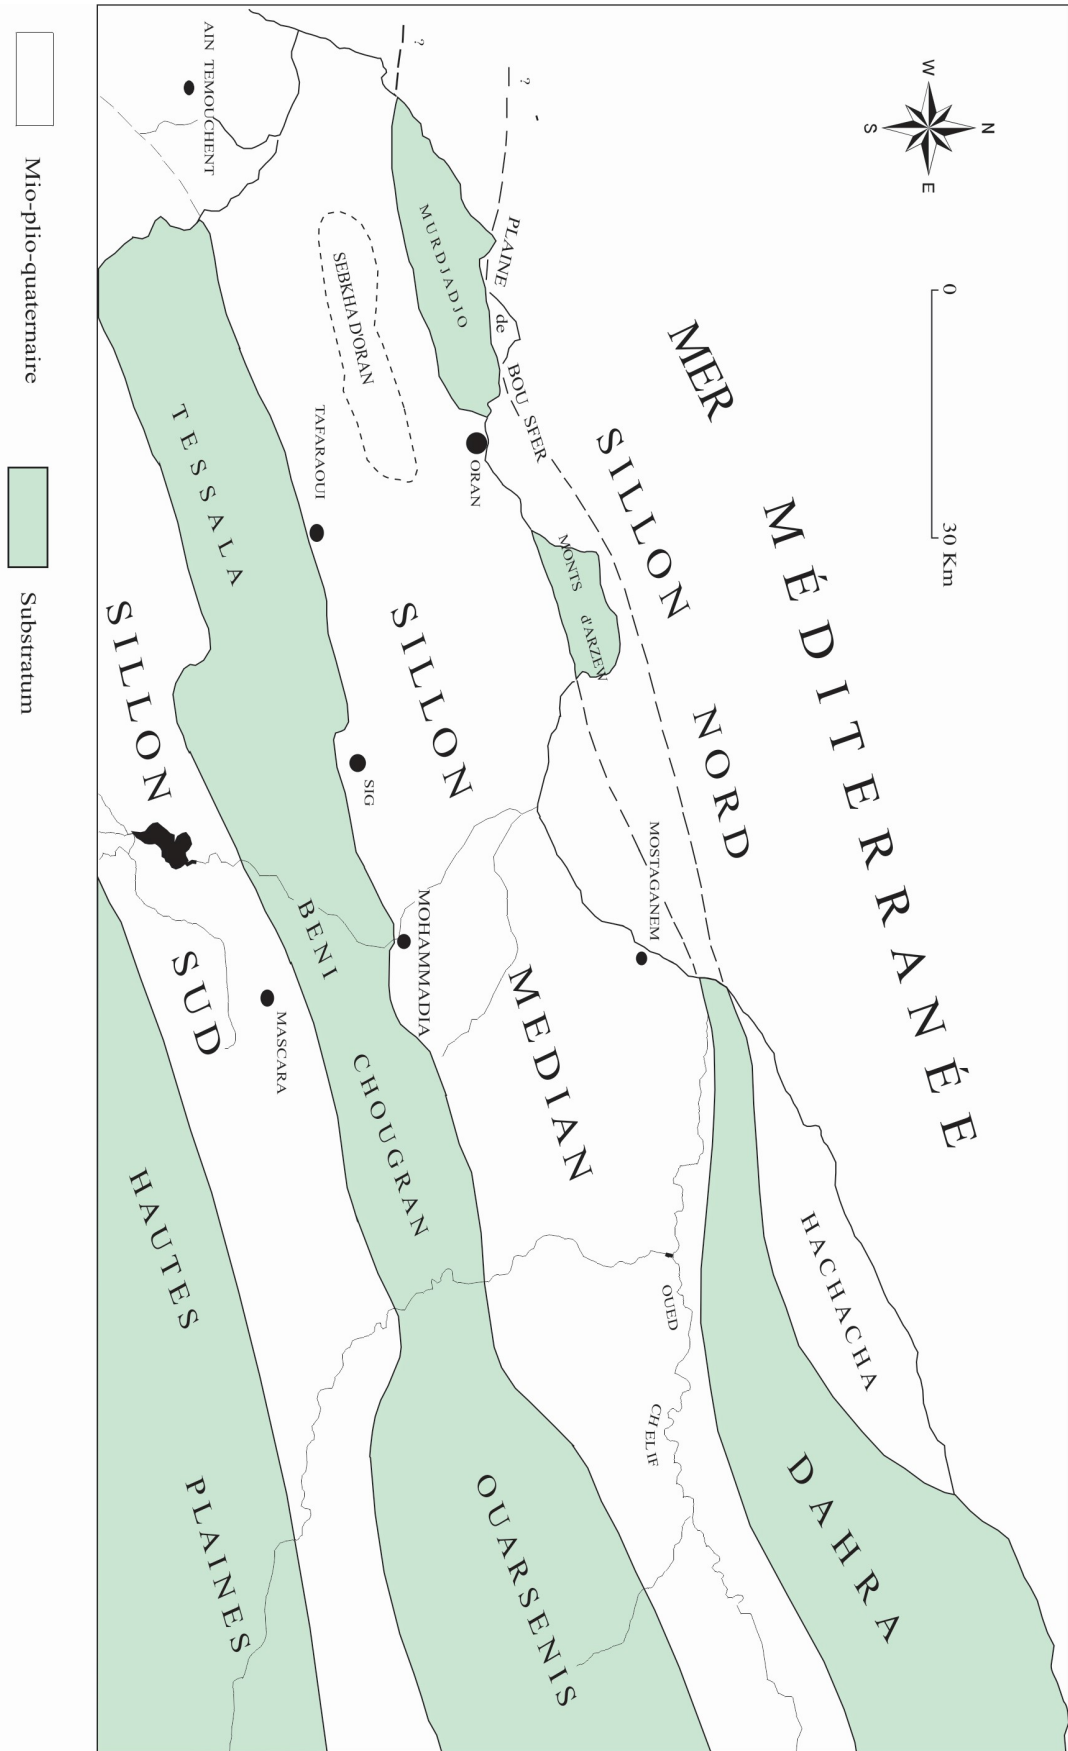 W
N
S
E
0
30 Km
MER
MÉDITERRANÉE
SILLON
NORD
HACHACHA
DAHRA
?
?
PLAINE
de
BOU SFER
MURDJADJO
ORAN
MONTS
d'ARZEW
MOSTAGANEM
SEBKHA D'ORAN
AIN TEMOUCHENT
TAFARAOUI
SILLON
MEDIAN
OUED
CHELIF
SIG
MOHAMMADIA
TESSALA
BENI
CHOUGRAN
OUARSENIS
SILLON
SUD
MASCARA
HAUTES
PLAINES
Mio-plio-quaternaire
Substratum